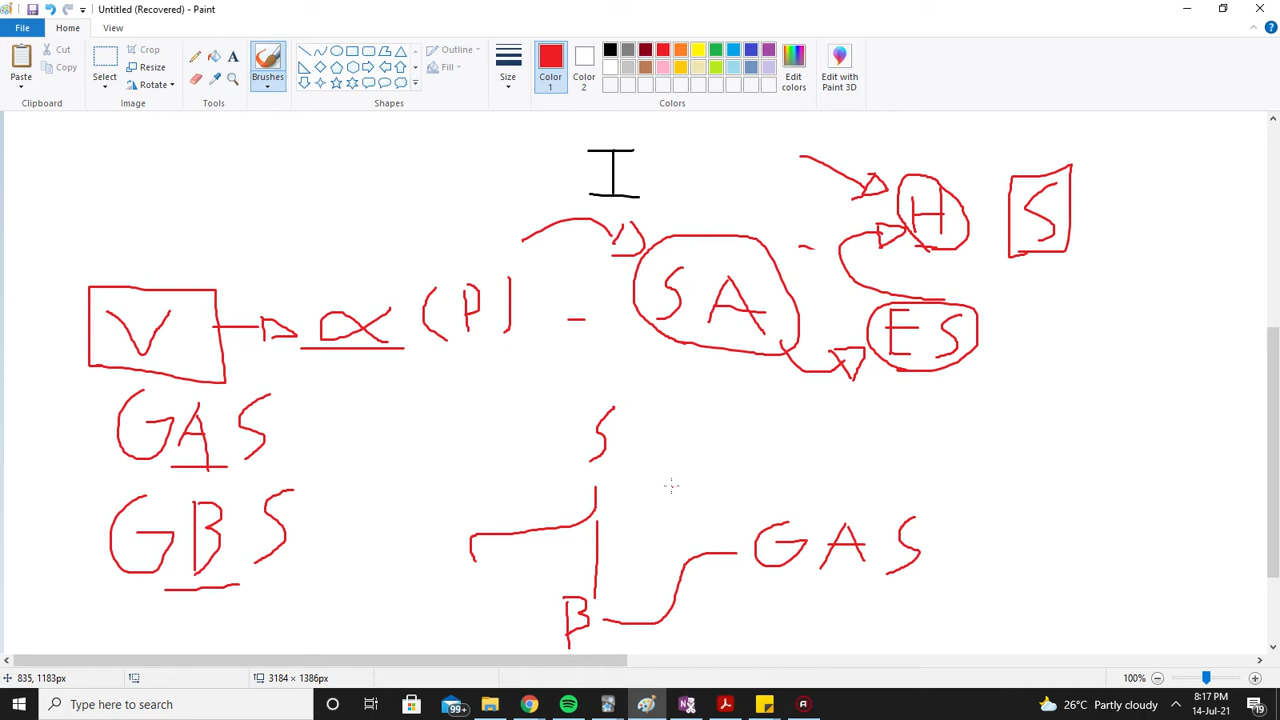 Untitled (Recovered) - Paint
File Home View
Paste Cut Copy Clipboard
Select Crop Resize Rotate Image
A Tools
Brushes
Outline Fill Shapes
Size
Color 1 Color 2 Edit colors Colors
Edit with Paint 3D
I
H S
SA
V α (P) -
ES
GAS
S
GBS
GAS
B
835, 1183px 3184 × 1386px 100%
Type here to search
99+
26°C Partly cloudy
8:17 PM
14-Jul-21
19